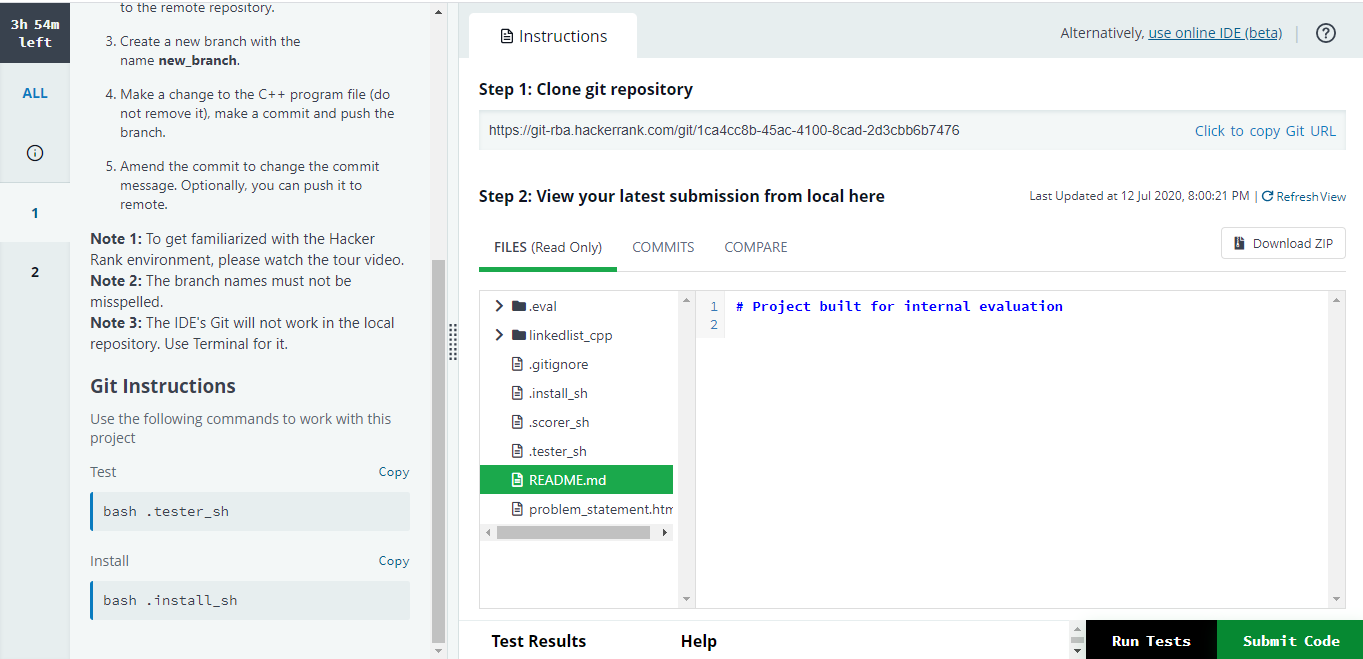 3h 54m
left
ALL
1
2
to the remote repository.
3. Create a new branch with the
name new_branch.
4. Make a change to the C++ program file (do
not remove it), make a commit and push the
branch.
5. Amend the commit to change the commit
message. Optionally, you can push it to
remote.
Note 1: To get familiarized with the Hacker
Rank environment, please watch the tour video.
Note 2: The branch names must not be
misspelled.
Note 3: The IDE's Git will not work in the local
repository. Use Terminal for it.
Git Instructions
Use the following commands to work with this
project
Test Copy
bash .tester_sh
Install Copy
bash .install_sh
Instructions
Alternatively, use online IDE (beta) | ?
Step 1: Clone git repository
https://git-rba.hackerrank.com/git/1ca4cc8b-45ac-4100-8cad-2d3cbb6b7476 Click to copy Git URL
Step 2: View your latest submission from local here
Last Updated at 12 Jul 2020, 8:00:21 PM | Refresh View
FILES (Read Only) COMMITS COMPARE
Download ZIP
.eval
linkedlist_cpp
.gitignore
.install_sh
.scorer_sh
.tester_sh
README.md
problem_statement.htm
1 # Project built for internal evaluation
2
Test Results Help
Run Tests Submit Code